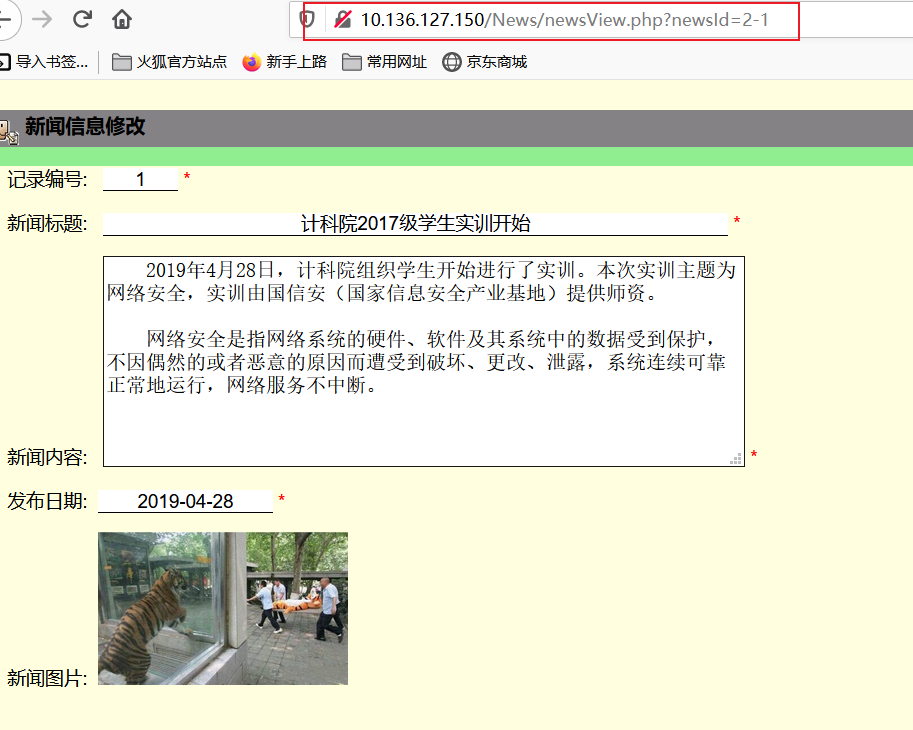 10.136.127.150/News/newsView.php?newsId=2-1
导入书签... 火狐官方站点 新手上路 常用网址 京东商城
新闻信息修改
记录编号: 1 *
新闻标题: 计科院2017级学生实训开始 *
2019年4月28日，计科院组织学生开始进行了实训。本次实训主题为
网络安全，实训由国信安（国家信息安全产业基地）提供师资。
网络安全是指网络系统的硬件、软件及其系统中的数据受到保护，
不因偶然的或者恶意的原因而遭受到破坏、更改、泄露，系统连续可靠
正常地运行，网络服务不中断。
新闻内容: *
发布日期: 2019-04-28 *
新闻图片: